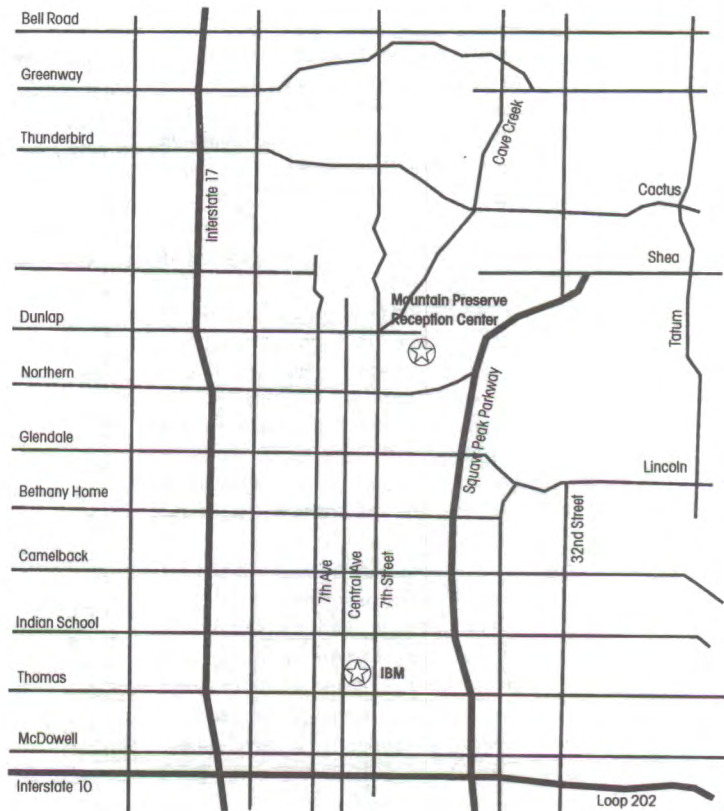 Bell Road
Greenway
Thunderbird
Cave Creek
Interstate 17
Cactus
Shea
Mountain Preserve
Reception Center
Dunlap
Tatum
Northern
Squaw Peak Parkway
Glendale
Lincoln
Bethany Home
32nd Street
Camelback
7th Ave
Central Ave
7th Street
Indian School
IBM
Thomas
McDowell
Interstate 10
Loop 202